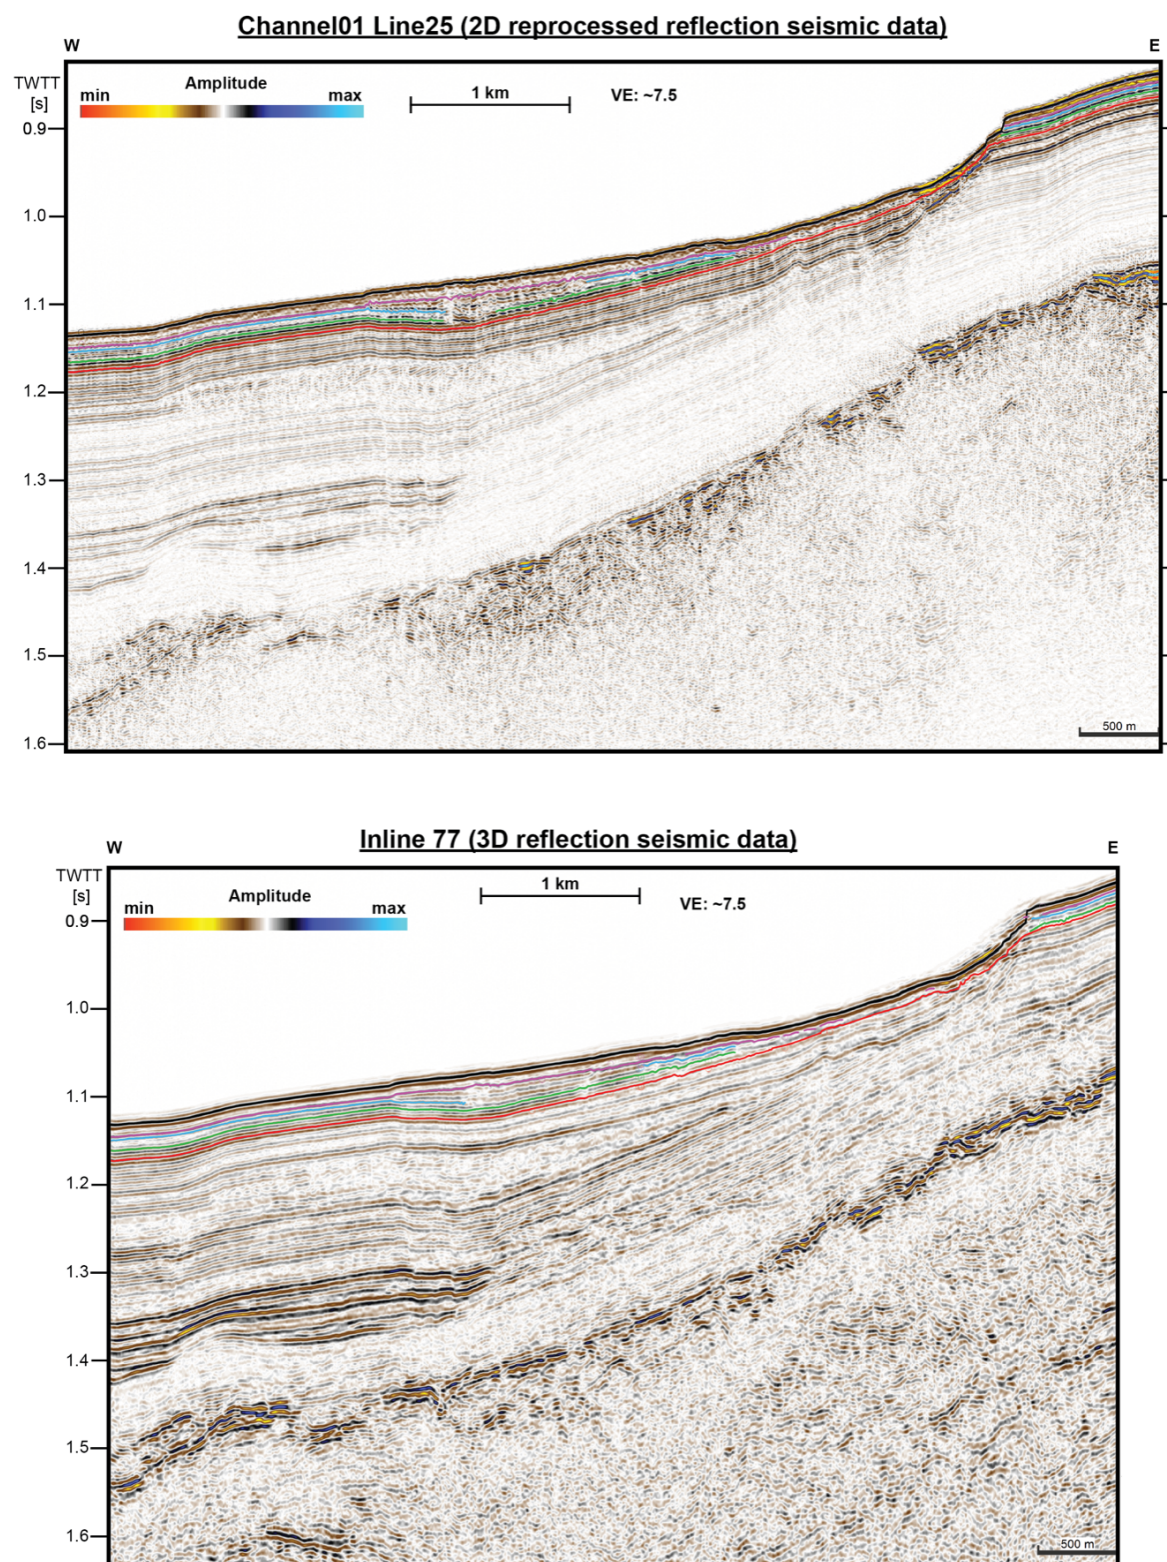 Channel01 Line25 (2D reprocessed reflection seismic data)
W E
TWTT
[s]
Amplitude
min max
1 km
VE: ~7.5
0.9
1.0
1.1
1.2
1.3
1.4
1.5
1.6
500 m
Inline 77 (3D reflection seismic data)
W E
TWTT
[s]
Amplitude
min max
1 km
VE: ~7.5
0.9
1.0
1.1
1.2
1.3
1.4
1.5
1.6
500 m